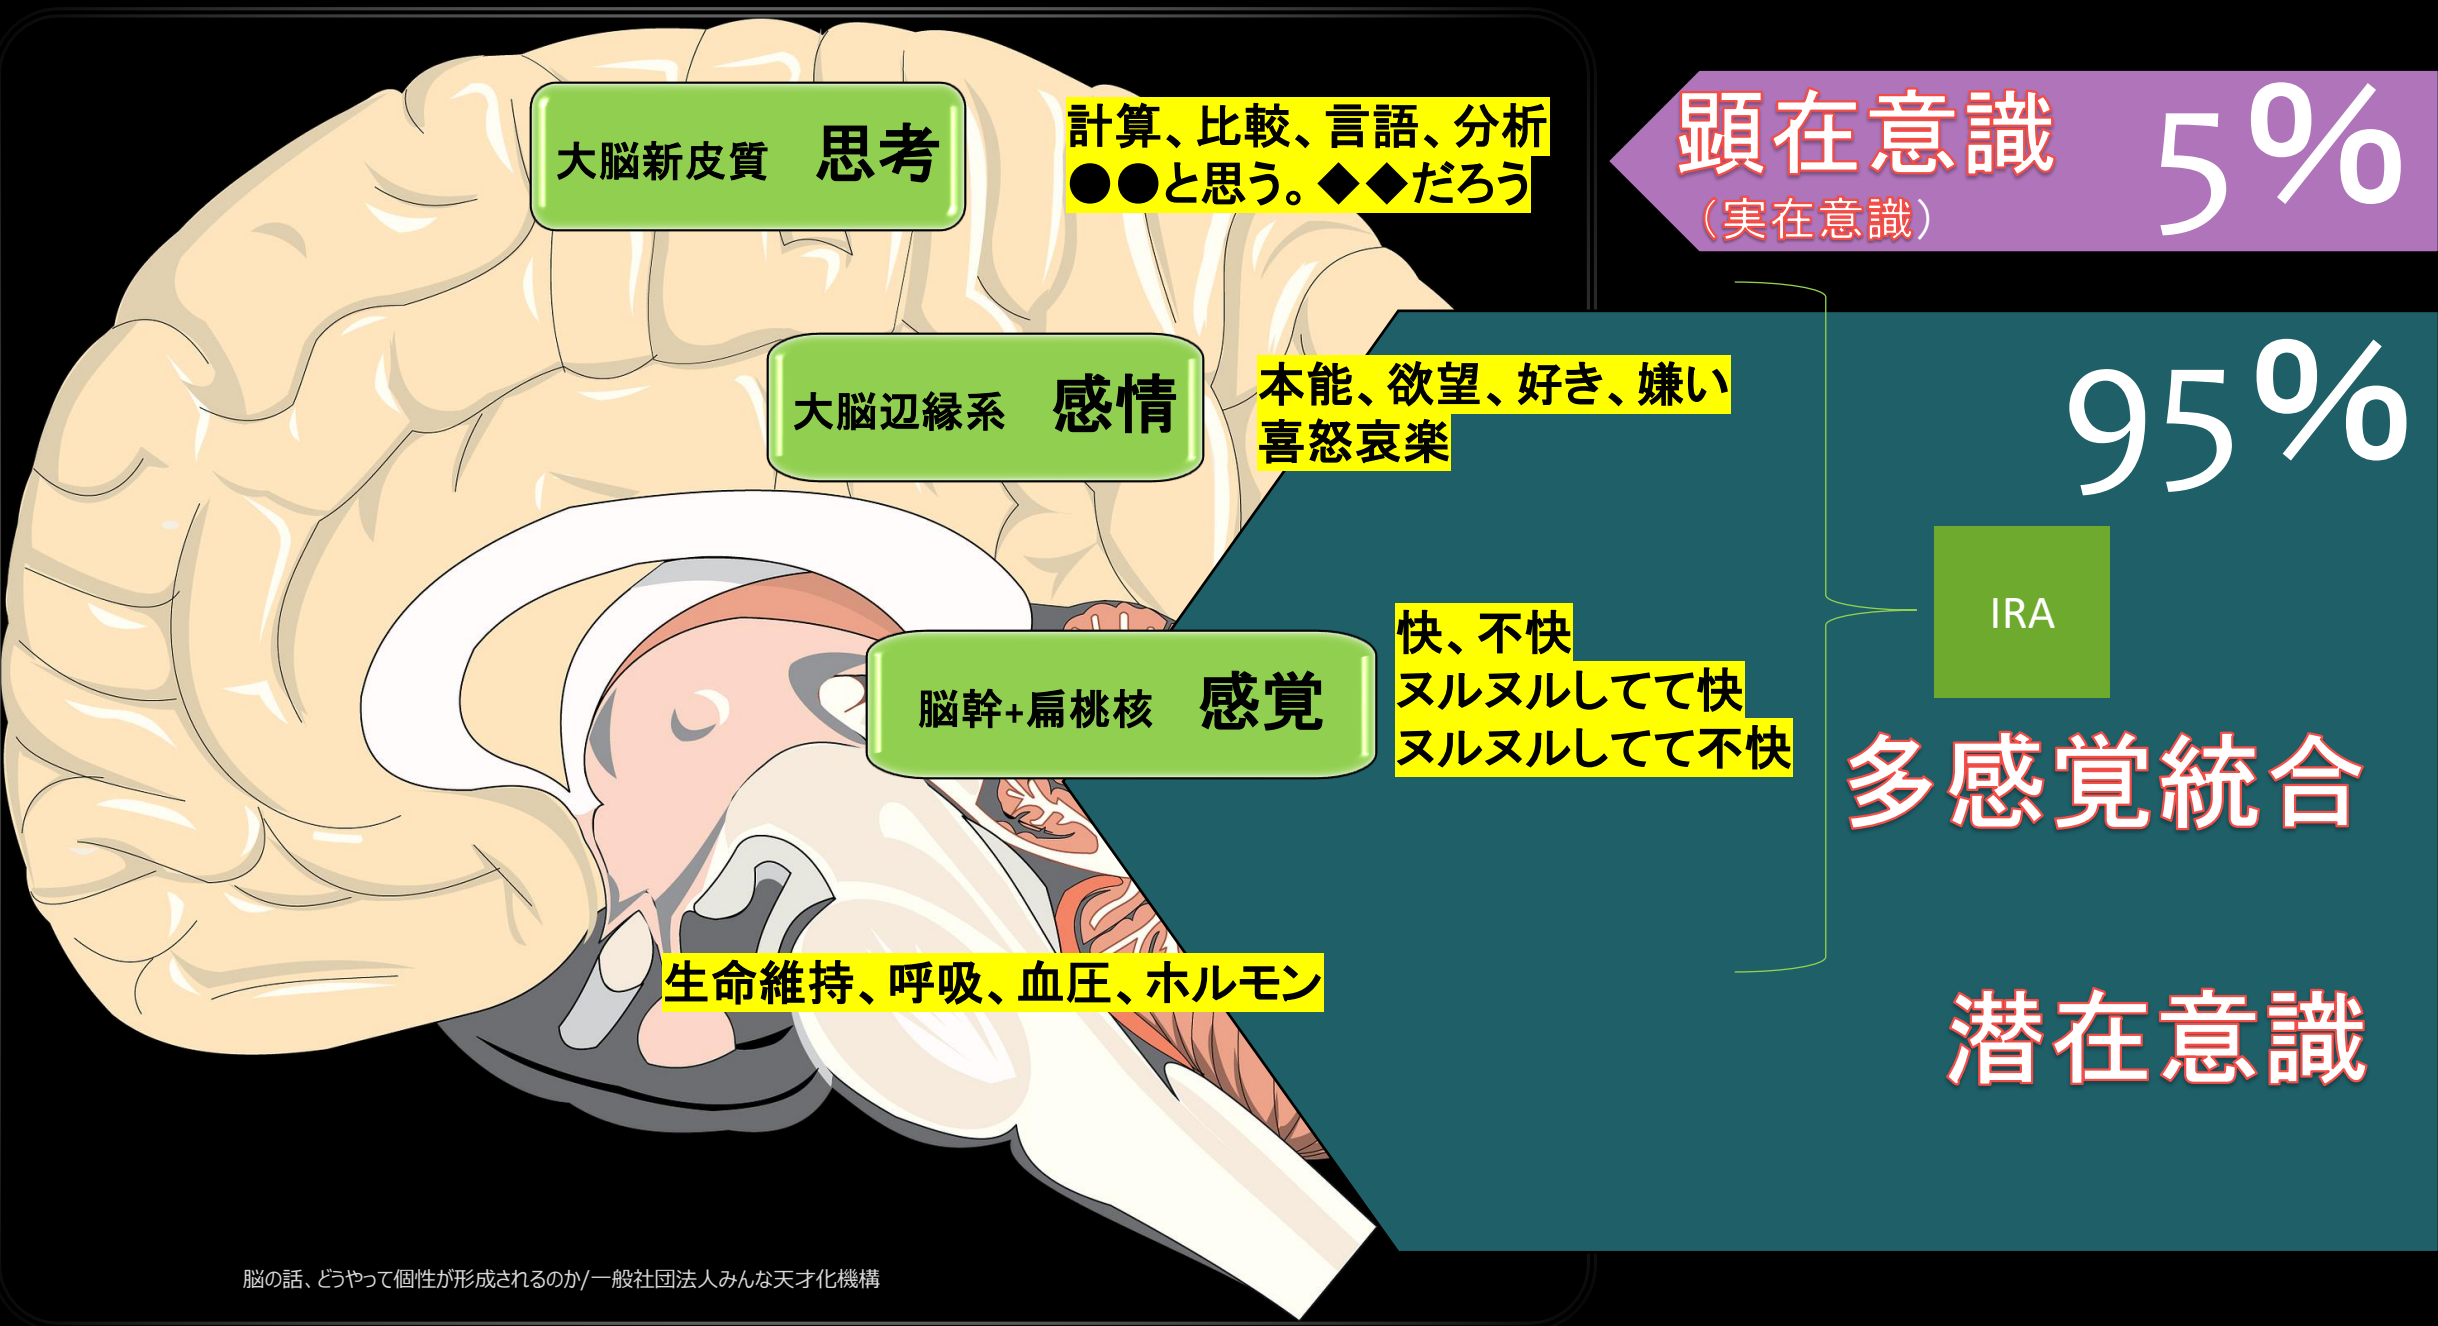 大脳新皮質　思考
計算、比較、言語、分析
●●と思う。◆◆だろう
顕在意識　5%
（実在意識）
大脳辺縁系　感情
本能、欲望、好き、嫌い
喜怒哀楽
95%
脳幹+扁桃核　感覚
快、不快
ヌルヌルしてて快
ヌルヌルしてて不快
IRA
多感覚統合
生命維持、呼吸、血圧、ホルモン
潜在意識
脳の話、どうやって個性が形成されるのか/一般社団法人みんな天才化機構